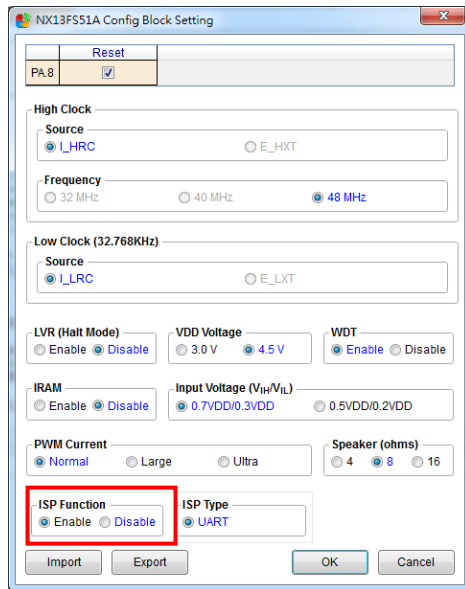 NX13FS51A Config Block Setting
Reset
PA.8
High Clock
Source
I_HRC E_HXT
Frequency
32 MHz 40 MHz 48 MHz
Low Clock (32.768KHz)
Source
I_LRC E_LXT
LVR (Halt Mode) VDD Voltage WDT
Enable Disable 3.0 V 4.5 V Enable Disable
IRAM Input Voltage (VIH/VIL)
Enable Disable 0.7VDD/0.3VDD 0.5VDD/0.2VDD
PWM Current Speaker (ohms)
Normal Large Ultra 4 8 16
ISP Function ISP Type
Enable Disable UART
Import Export OK Cancel